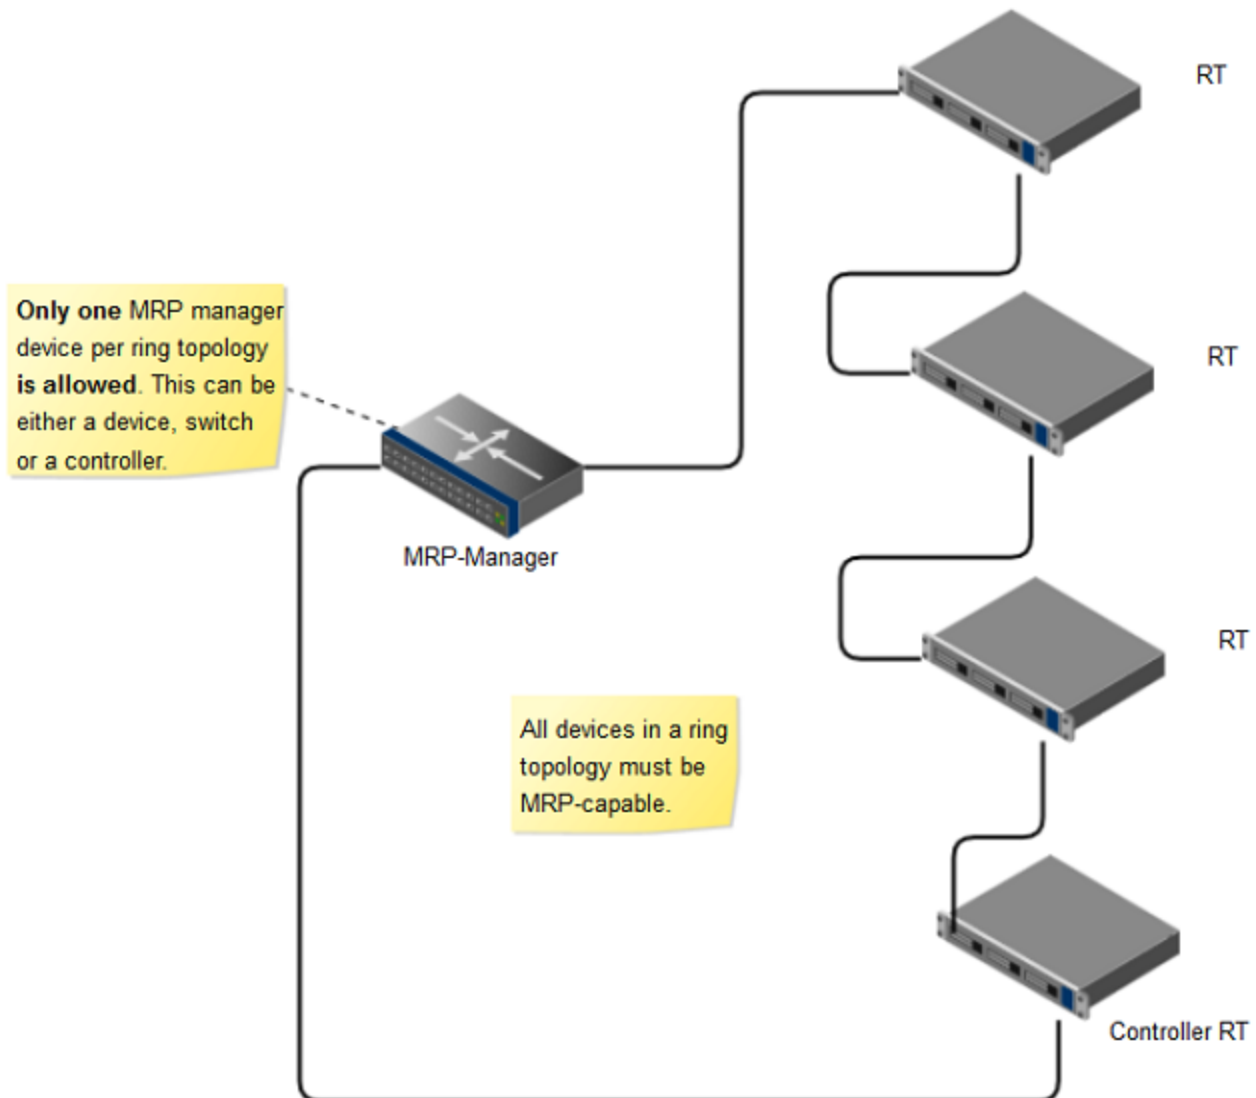 RT
Only one MRP manager
device per ring topology
is allowed. This can be
either a device, switch
or a controller.
RT
MRP-Manager
RT
All devices in a ring
topology must be
MRP-capable.
Controller RT